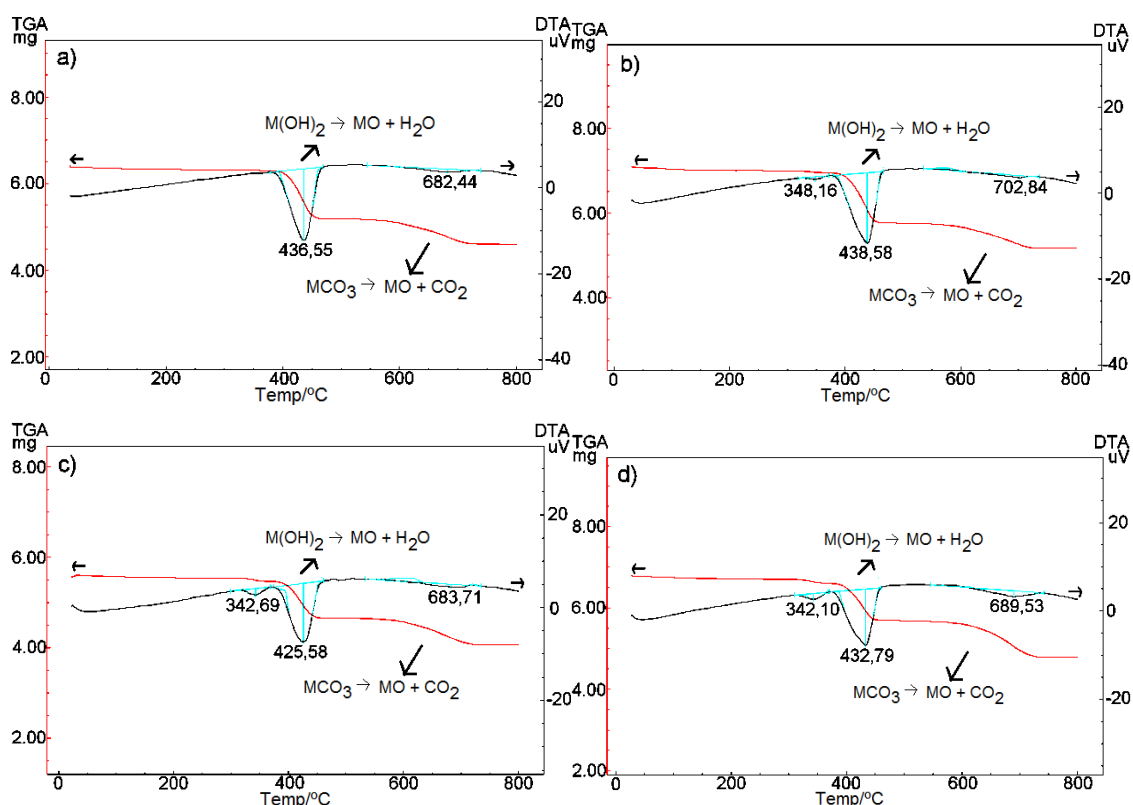 TGA
mg
DTA
uV
a)
8.00
6.00
4.00
2.00
20
0
−20
−40
M(OH)2 → MO + H2O
682,44
436,55
MCO3 → MO + CO2
0 200 400 600 800
Temp/°C
TGA
mg
DTA
uV
b)
8.00
6.00
4.00
20
0
−20
−40
M(OH)2 → MO + H2O
348,16
702,84
438,58
MCO3 → MO + CO2
0 200 400 600 800
Temp/°C
TGA
mg
DTA
uV
c)
8.00
6.00
4.00
2.00
20
0
−20
M(OH)2 → MO + H2O
342,69
683,71
425,58
MCO3 → MO + CO2
0 200 400 600 800
Temp/°C
TGA
mg
DTA
uV
d)
8.00
6.00
4.00
2.00
20
0
−20
M(OH)2 → MO + H2O
342,10
689,53
432,79
MCO3 → MO + CO2
0 200 400 600 800
Temp/°C